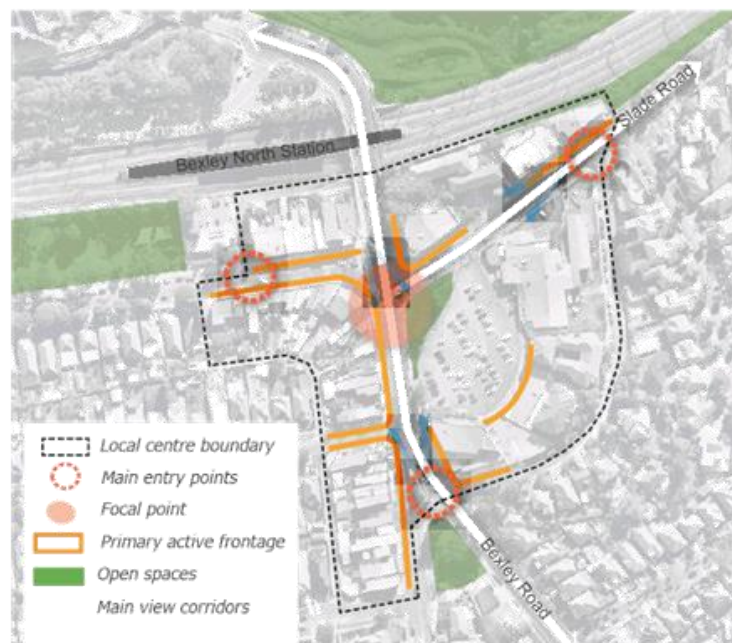 Slade Road
Bexley North Station
Local centre boundary
Main entry points
Focal point
Primary active frontage
Open spaces
Main view corridors
Bexley Road